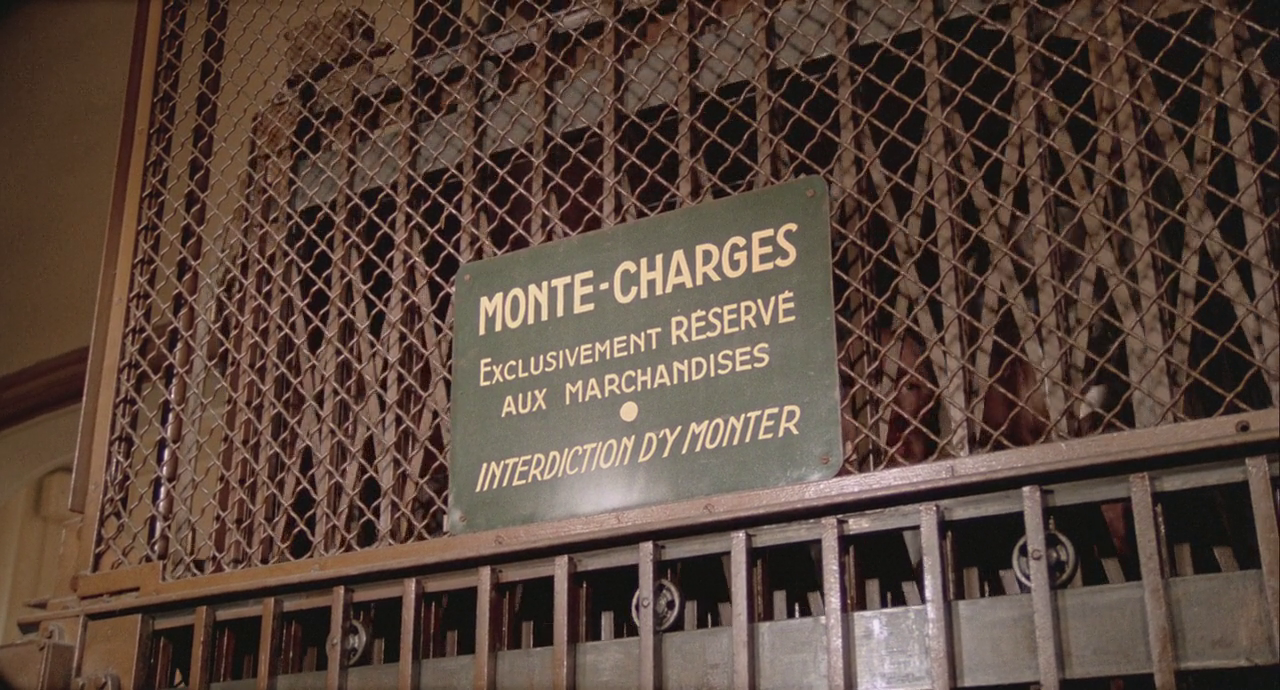 MONTE-CHARGES
EXCLUSIVEMENT RÉSERVÉ
AUX MARCHANDISES
INTERDICTION D'Y MONTER